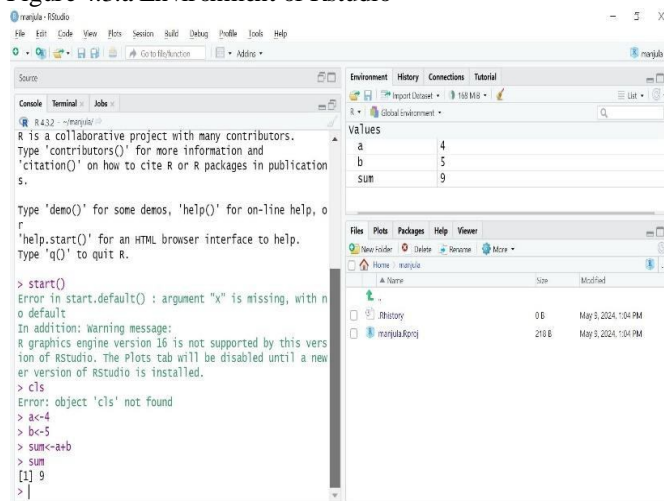 Figure 4.3.a Environment of Rstudio
manjula - RStudio
File Edit Code View Plots Session Build Debug Profile Tools Help
Go to file/function Addins
manjula
Source
Console Terminal Jobs
R 4.3.2 · ~/manjula/
R is a collaborative project with many contributors.
Type 'contributors()' for more information and
'citation()' on how to cite R or R packages in publication
s.
Type 'demo()' for some demos, 'help()' for on-line help, o
r
'help.start()' for an HTML browser interface to help.
Type 'q()' to quit R.
> start()
Error in start.default() : argument "x" is missing, with n
o default
In addition: Warning message:
R graphics engine version 16 is not supported by this vers
ion of RStudio. The Plots tab will be disabled until a new
er version of RStudio is installed.
> cls
Error: object 'cls' not found
> a<-4
> b<-5
> sum<-a+b
> sum
[1] 9
>
Environment History Connections Tutorial
Import Dataset 168 MiB List
R Global Environment
values
a 4
b 5
sum 9
Files Plots Packages Help Viewer
New Folder Delete Rename More
Home manjula
Name Size Modified
..
.Rhistory 0 B May 9, 2024, 1:04 PM
manjula.Rproj 218 B May 9, 2024, 1:04 PM